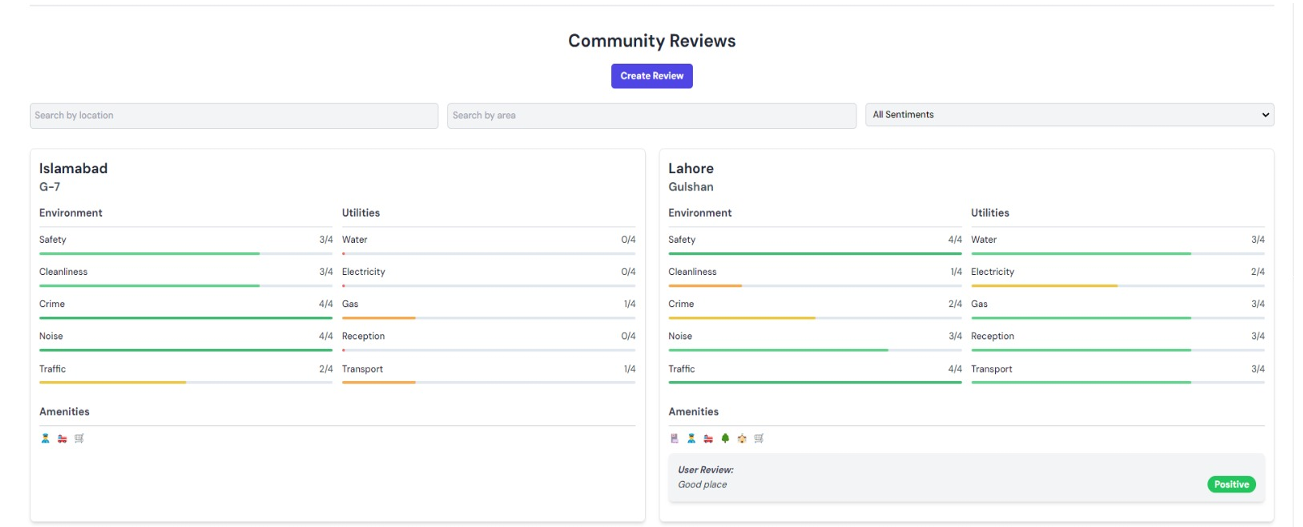 Community Reviews
Create Review
Search by location
Search by area
All Sentiments
Islamabad
G-7
Environment
Utilities
Safety 3/4 Water 0/4
Cleanliness 3/4 Electricity 0/4
Crime 4/4 Gas 1/4
Noise 4/4 Reception 0/4
Traffic 2/4 Transport 1/4
Amenities
Lahore
Gulshan
Environment
Utilities
Safety 4/4 Water 3/4
Cleanliness 1/4 Electricity 2/4
Crime 2/4 Gas 3/4
Noise 3/4 Reception 3/4
Traffic 4/4 Transport 3/4
Amenities
User Review:
Good place
Positive